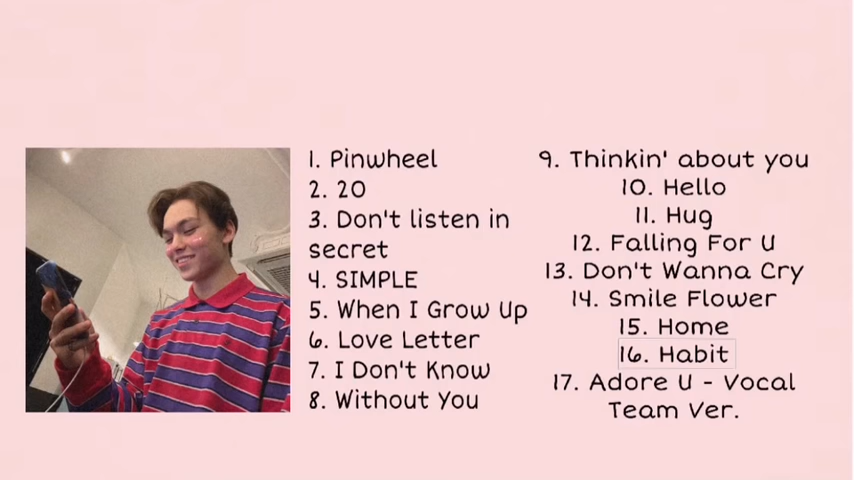 1. Pinwheel
2. 20
3. Don't listen in
secret
4. SIMPLE
5. When I Grow Up
6. Love Letter
7. I Don't Know
8. Without You
9. Thinkin' about you
10. Hello
11. Hug
12. Falling For U
13. Don't Wanna Cry
14. Smile Flower
15. Home
16. Habit
17. Adore U - Vocal
Team Ver.